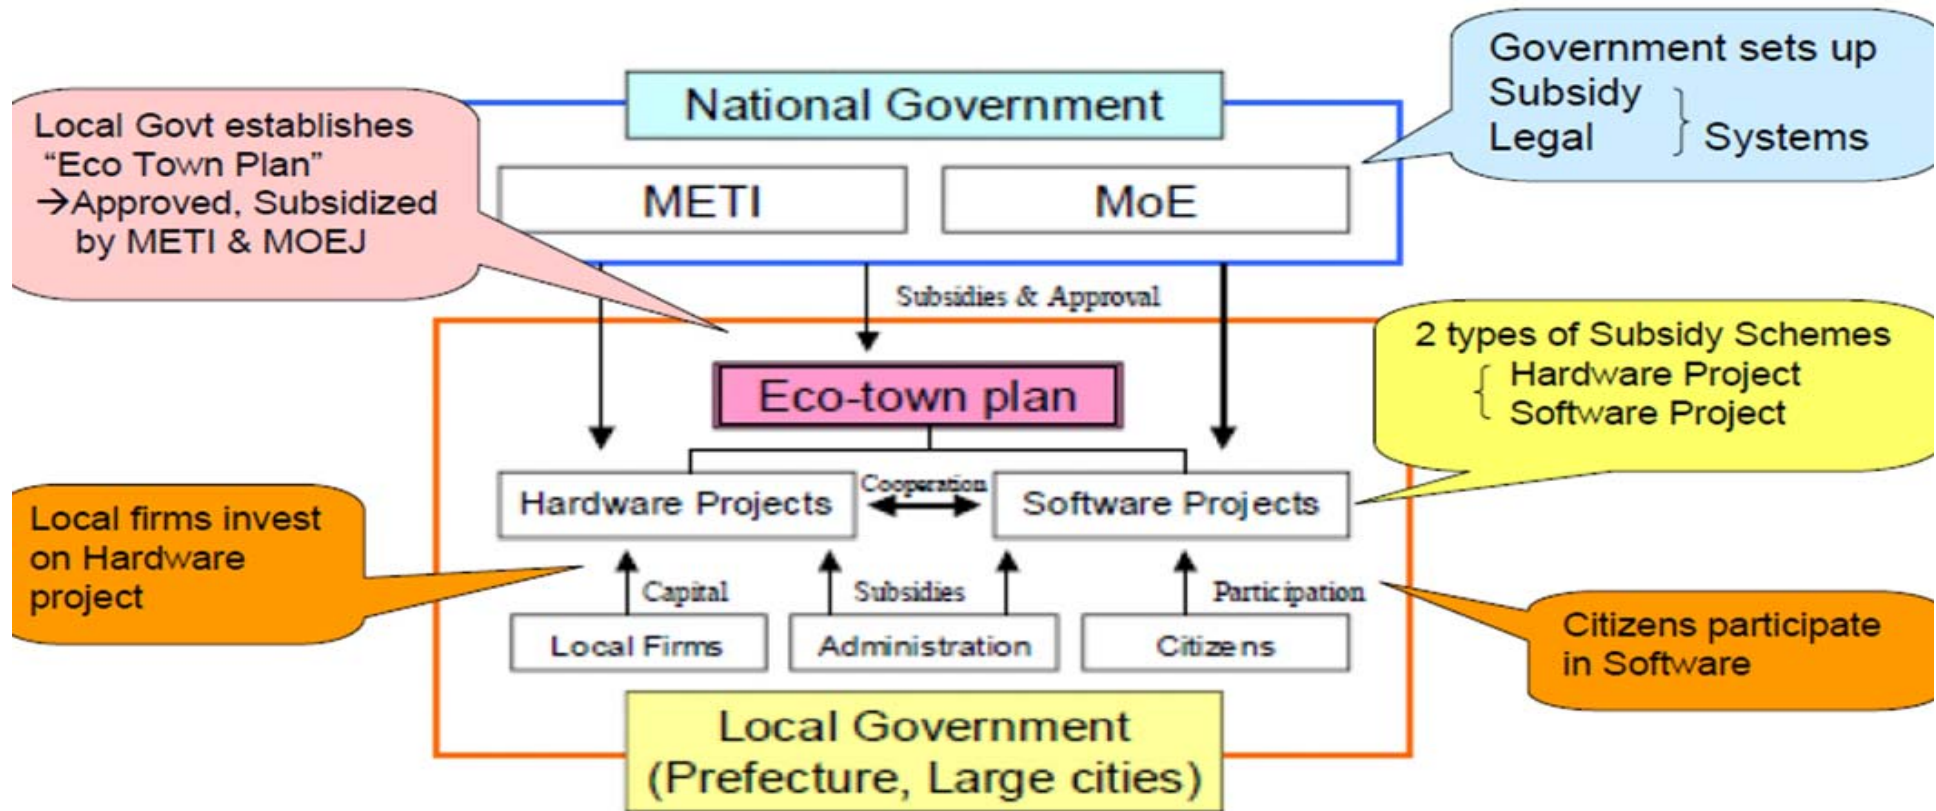 National Government
Government sets up
Subsidy
Legal
} Systems
Local Govt establishes
“Eco Town Plan”
→Approved, Subsidized
by METI & MOEJ
METI
MoE
Subsidies & Approval
2 types of Subsidy Schemes
{ Hardware Project
Software Project
Eco-town plan
Hardware Projects
Cooperation
Software Projects
Local firms invest
on Hardware
project
Capital
Subsidies
Participation
Local Firms
Administration
Citizens
Citizens participate
in Software
Local Government
(Prefecture, Large cities)